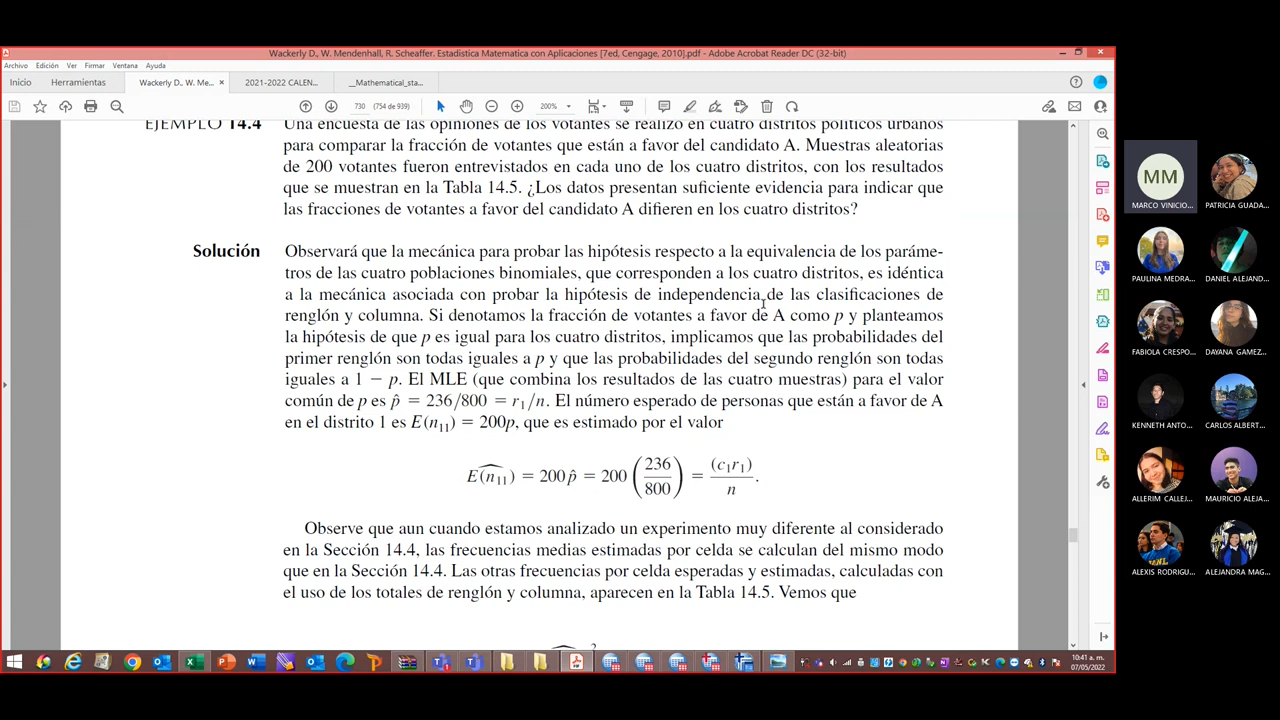 Wackerly D., W. Mendenhall, R. Scheaffer. Estadística Matematica con Aplicaciones [7ed, Cengage, 2010].pdf - Adobe Acrobat Reader DC (32-bit)
Archivo Edición Ver Firmar Ventana Ayuda
Inicio Herramientas Wackerly D., W. Me... × 2021-2022 CALEN... __Mathematical_sta...
730 (754 de 939) 200%
EJEMPLO 14.4 Una encuesta de las opiniones de los votantes se realizó en cuatro distritos políticos urbanos
para comparar la fracción de votantes que están a favor del candidato A. Muestras aleatorias
de 200 votantes fueron entrevistados en cada uno de los cuatro distritos, con los resultados
que se muestran en la Tabla 14.5. ¿Los datos presentan suficiente evidencia para indicar que
las fracciones de votantes a favor del candidato A difieren en los cuatro distritos?
Solución Observará que la mecánica para probar las hipótesis respecto a la equivalencia de los paráme-
tros de las cuatro poblaciones binomiales, que corresponden a los cuatro distritos, es idéntica
a la mecánica asociada con probar la hipótesis de independencia de las clasificaciones de
renglón y columna. Si denotamos la fracción de votantes a favor de A como p y planteamos
la hipótesis de que p es igual para los cuatro distritos, implicamos que las probabilidades del
primer renglón son todas iguales a p y que las probabilidades del segundo renglón son todas
iguales a 1 − p. El MLE (que combina los resultados de las cuatro muestras) para el valor
común de p es p̂ = 236/800 = r₁/n. El número esperado de personas que están a favor de A
en el distrito 1 es E(n₁₁) = 200p, que es estimado por el valor
Ê(n₁₁) = 200p̂ = 200 (236/800) = (c₁r₁)/n.
Observe que aun cuando estamos analizado un experimento muy diferente al considerado
en la Sección 14.4, las frecuencias medias estimadas por celda se calculan del mismo modo
que en la Sección 14.4. Las otras frecuencias por celda esperadas y estimadas, calculadas con
el uso de los totales de renglón y columna, aparecen en la Tabla 14.5. Vemos que
2
10:41 a. m.
07/05/2022
MM
MARCO VINICIO... PATRICIA GUADA...
PAULINA MEDRA... DANIEL ALEJAND...
FABIOLA CRESPO... DAYANA GAMEZ...
KENNETH ANTO... CARLOS ALBERT...
ALLERIM CALLEJ... MAURICIO ALEJA...
ALEXIS RODRIGU... ALEJANDRA MAG...